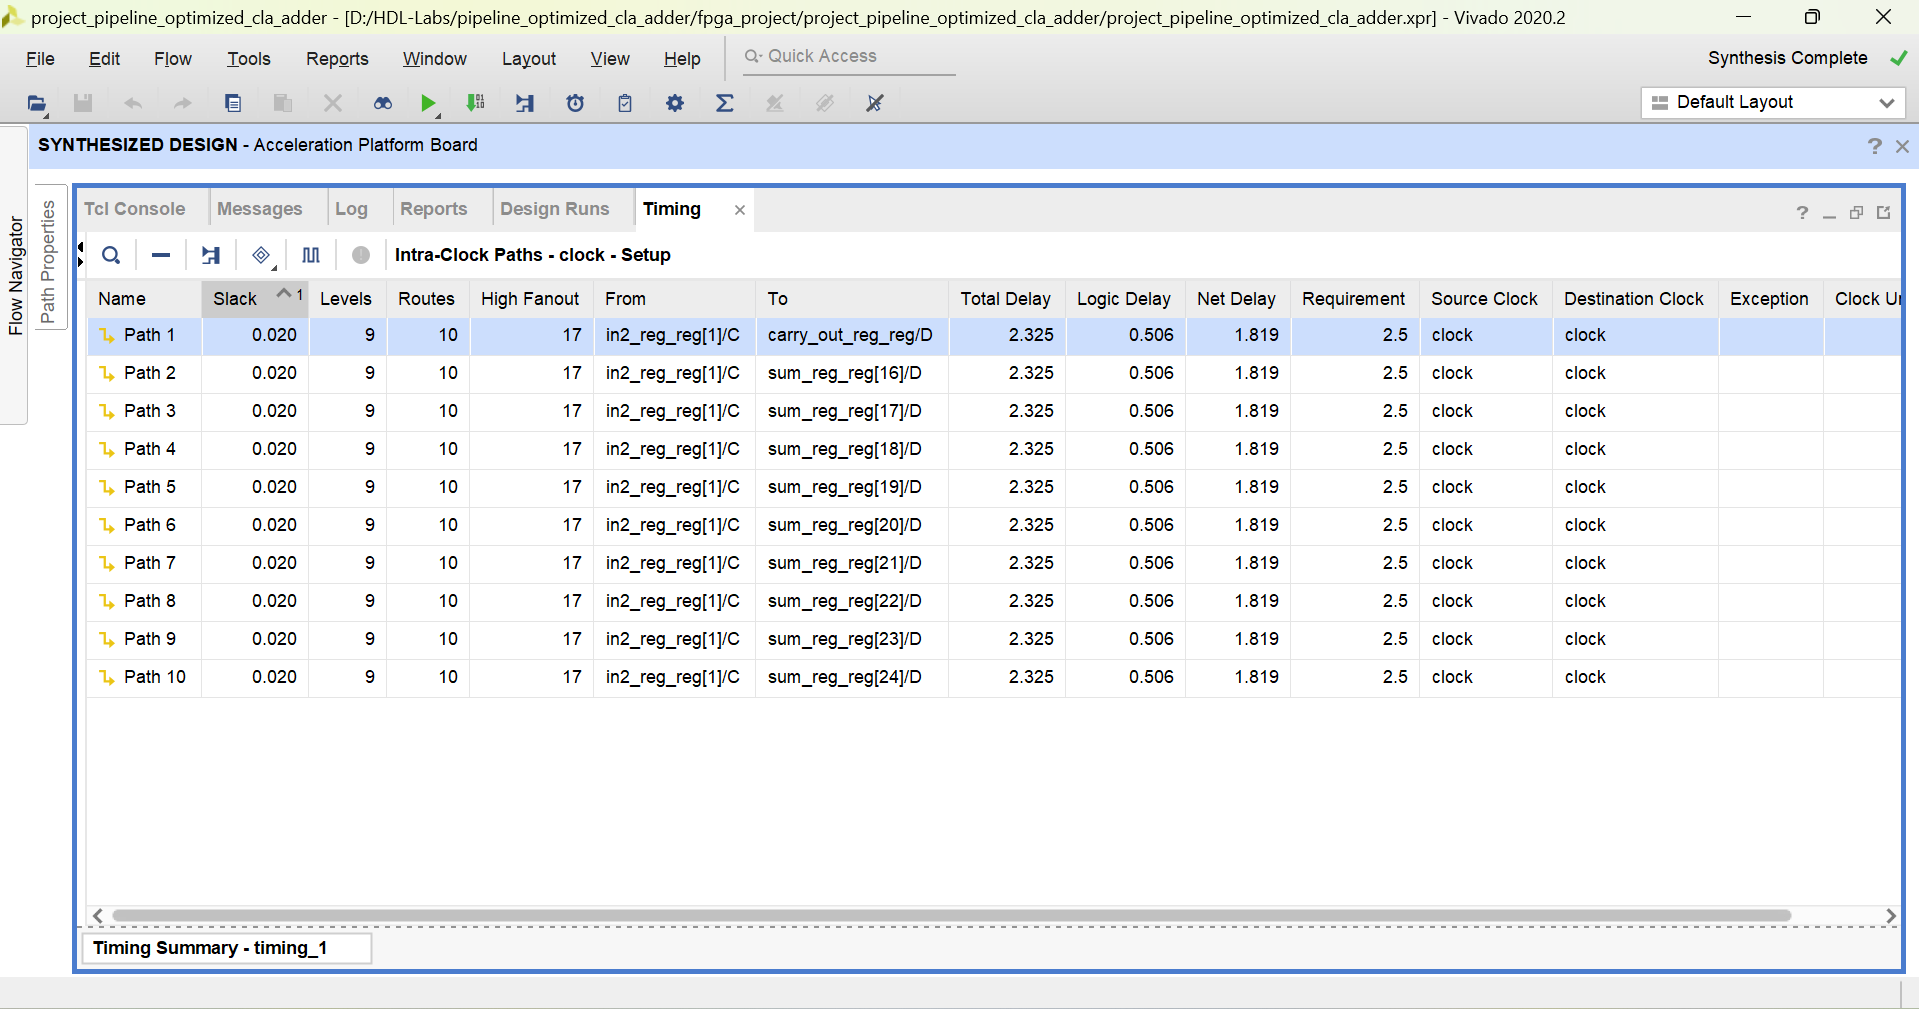 project_pipeline_optimized_cla_adder - [D:/HDL-Labs/pipeline_optimized_cla_adder/fpga_project/project_pipeline_optimized_cla_adder/project_pipeline_optimized_cla_adder.xpr] - Vivado 2020.2
File Edit Flow Tools Reports Window Layout View Help Quick Access Synthesis Complete
Default Layout
SYNTHESIZED DESIGN - Acceleration Platform Board
Flow Navigator
Path Properties
Tcl Console Messages Log Reports Design Runs Timing
Intra-Clock Paths - clock - Setup
Name Slack 1 Levels Routes High Fanout From To Total Delay Logic Delay Net Delay Requirement Source Clock Destination Clock Exception Clock
Path 1 0.020 9 10 17 in2_reg_reg[1]/C carry_out_reg_reg/D 2.325 0.506 1.819 2.5 clock clock
Path 2 0.020 9 10 17 in2_reg_reg[1]/C sum_reg_reg[16]/D 2.325 0.506 1.819 2.5 clock clock
Path 3 0.020 9 10 17 in2_reg_reg[1]/C sum_reg_reg[17]/D 2.325 0.506 1.819 2.5 clock clock
Path 4 0.020 9 10 17 in2_reg_reg[1]/C sum_reg_reg[18]/D 2.325 0.506 1.819 2.5 clock clock
Path 5 0.020 9 10 17 in2_reg_reg[1]/C sum_reg_reg[19]/D 2.325 0.506 1.819 2.5 clock clock
Path 6 0.020 9 10 17 in2_reg_reg[1]/C sum_reg_reg[20]/D 2.325 0.506 1.819 2.5 clock clock
Path 7 0.020 9 10 17 in2_reg_reg[1]/C sum_reg_reg[21]/D 2.325 0.506 1.819 2.5 clock clock
Path 8 0.020 9 10 17 in2_reg_reg[1]/C sum_reg_reg[22]/D 2.325 0.506 1.819 2.5 clock clock
Path 9 0.020 9 10 17 in2_reg_reg[1]/C sum_reg_reg[23]/D 2.325 0.506 1.819 2.5 clock clock
Path 10 0.020 9 10 17 in2_reg_reg[1]/C sum_reg_reg[24]/D 2.325 0.506 1.819 2.5 clock clock
Timing Summary - timing_1